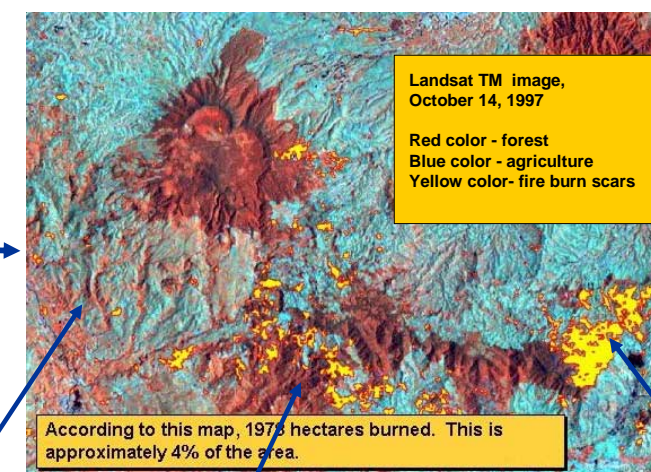 Landsat TM image,
October 14, 1997
Red color - forest
Blue color - agriculture
Yellow color- fire burn scars
According to this map, 1978 hectares burned. This is
approximately 4% of the area.